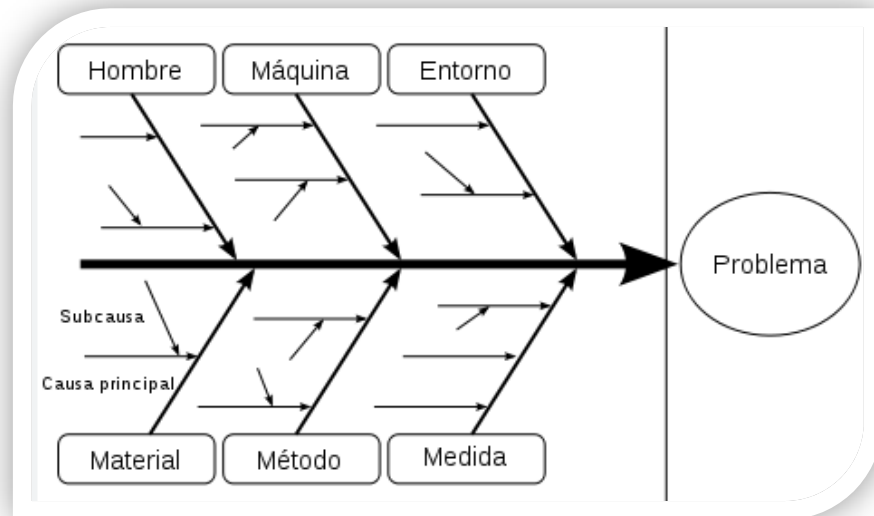 Hombre
Máquina
Entorno
Problema
Subcausa
Causa principal
Material
Método
Medida